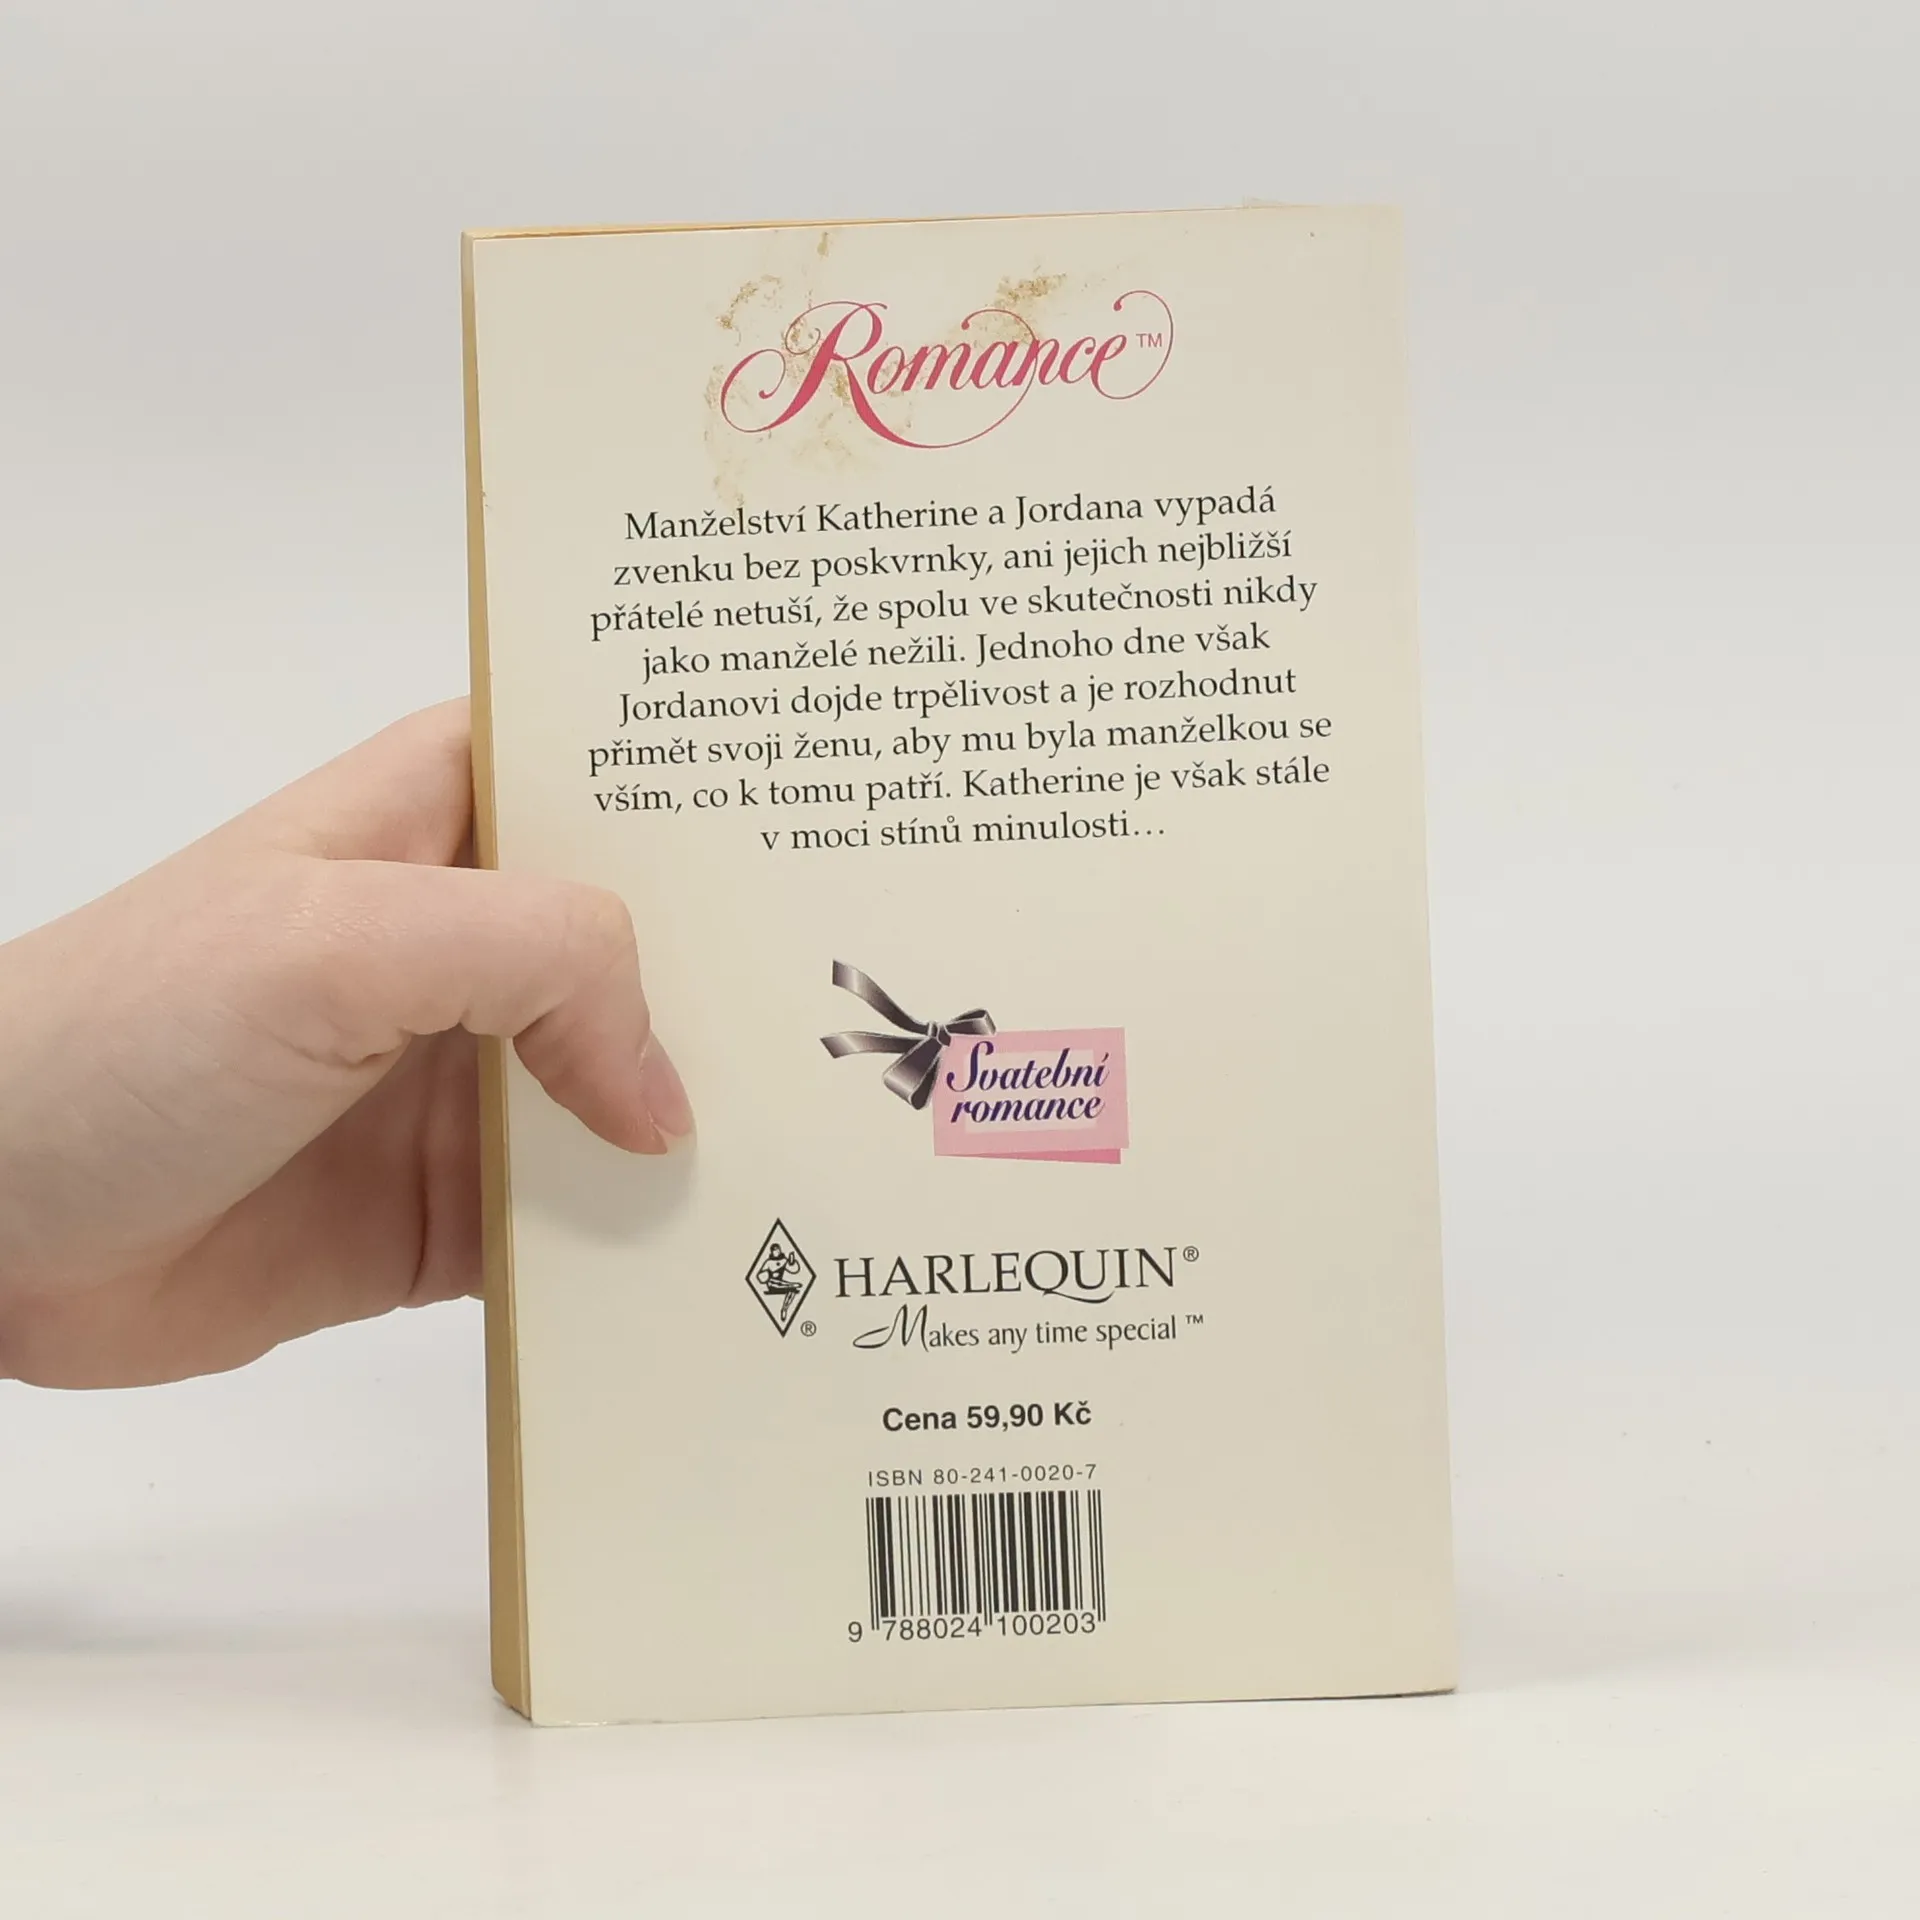 Romance™
Manželství Katherine a Jordana vypadá
zvenku bez poskvrnky, ani jejich nejbližší
přátelé netuší, že spolu ve skutečnosti nikdy
jako manželé nežili. Jednoho dne však
Jordanovi dojde trpělivost a je rozhodnut
přimět svoji ženu, aby mu byla manželkou se
vším, co k tomu patří. Katherine je však stále
v moci stínů minulosti…
Svatební
romance
HARLEQUIN®
®
Makes any time special™
Cena 59,90 Kč
ISBN 80-241-0020-7
9 788024 100203